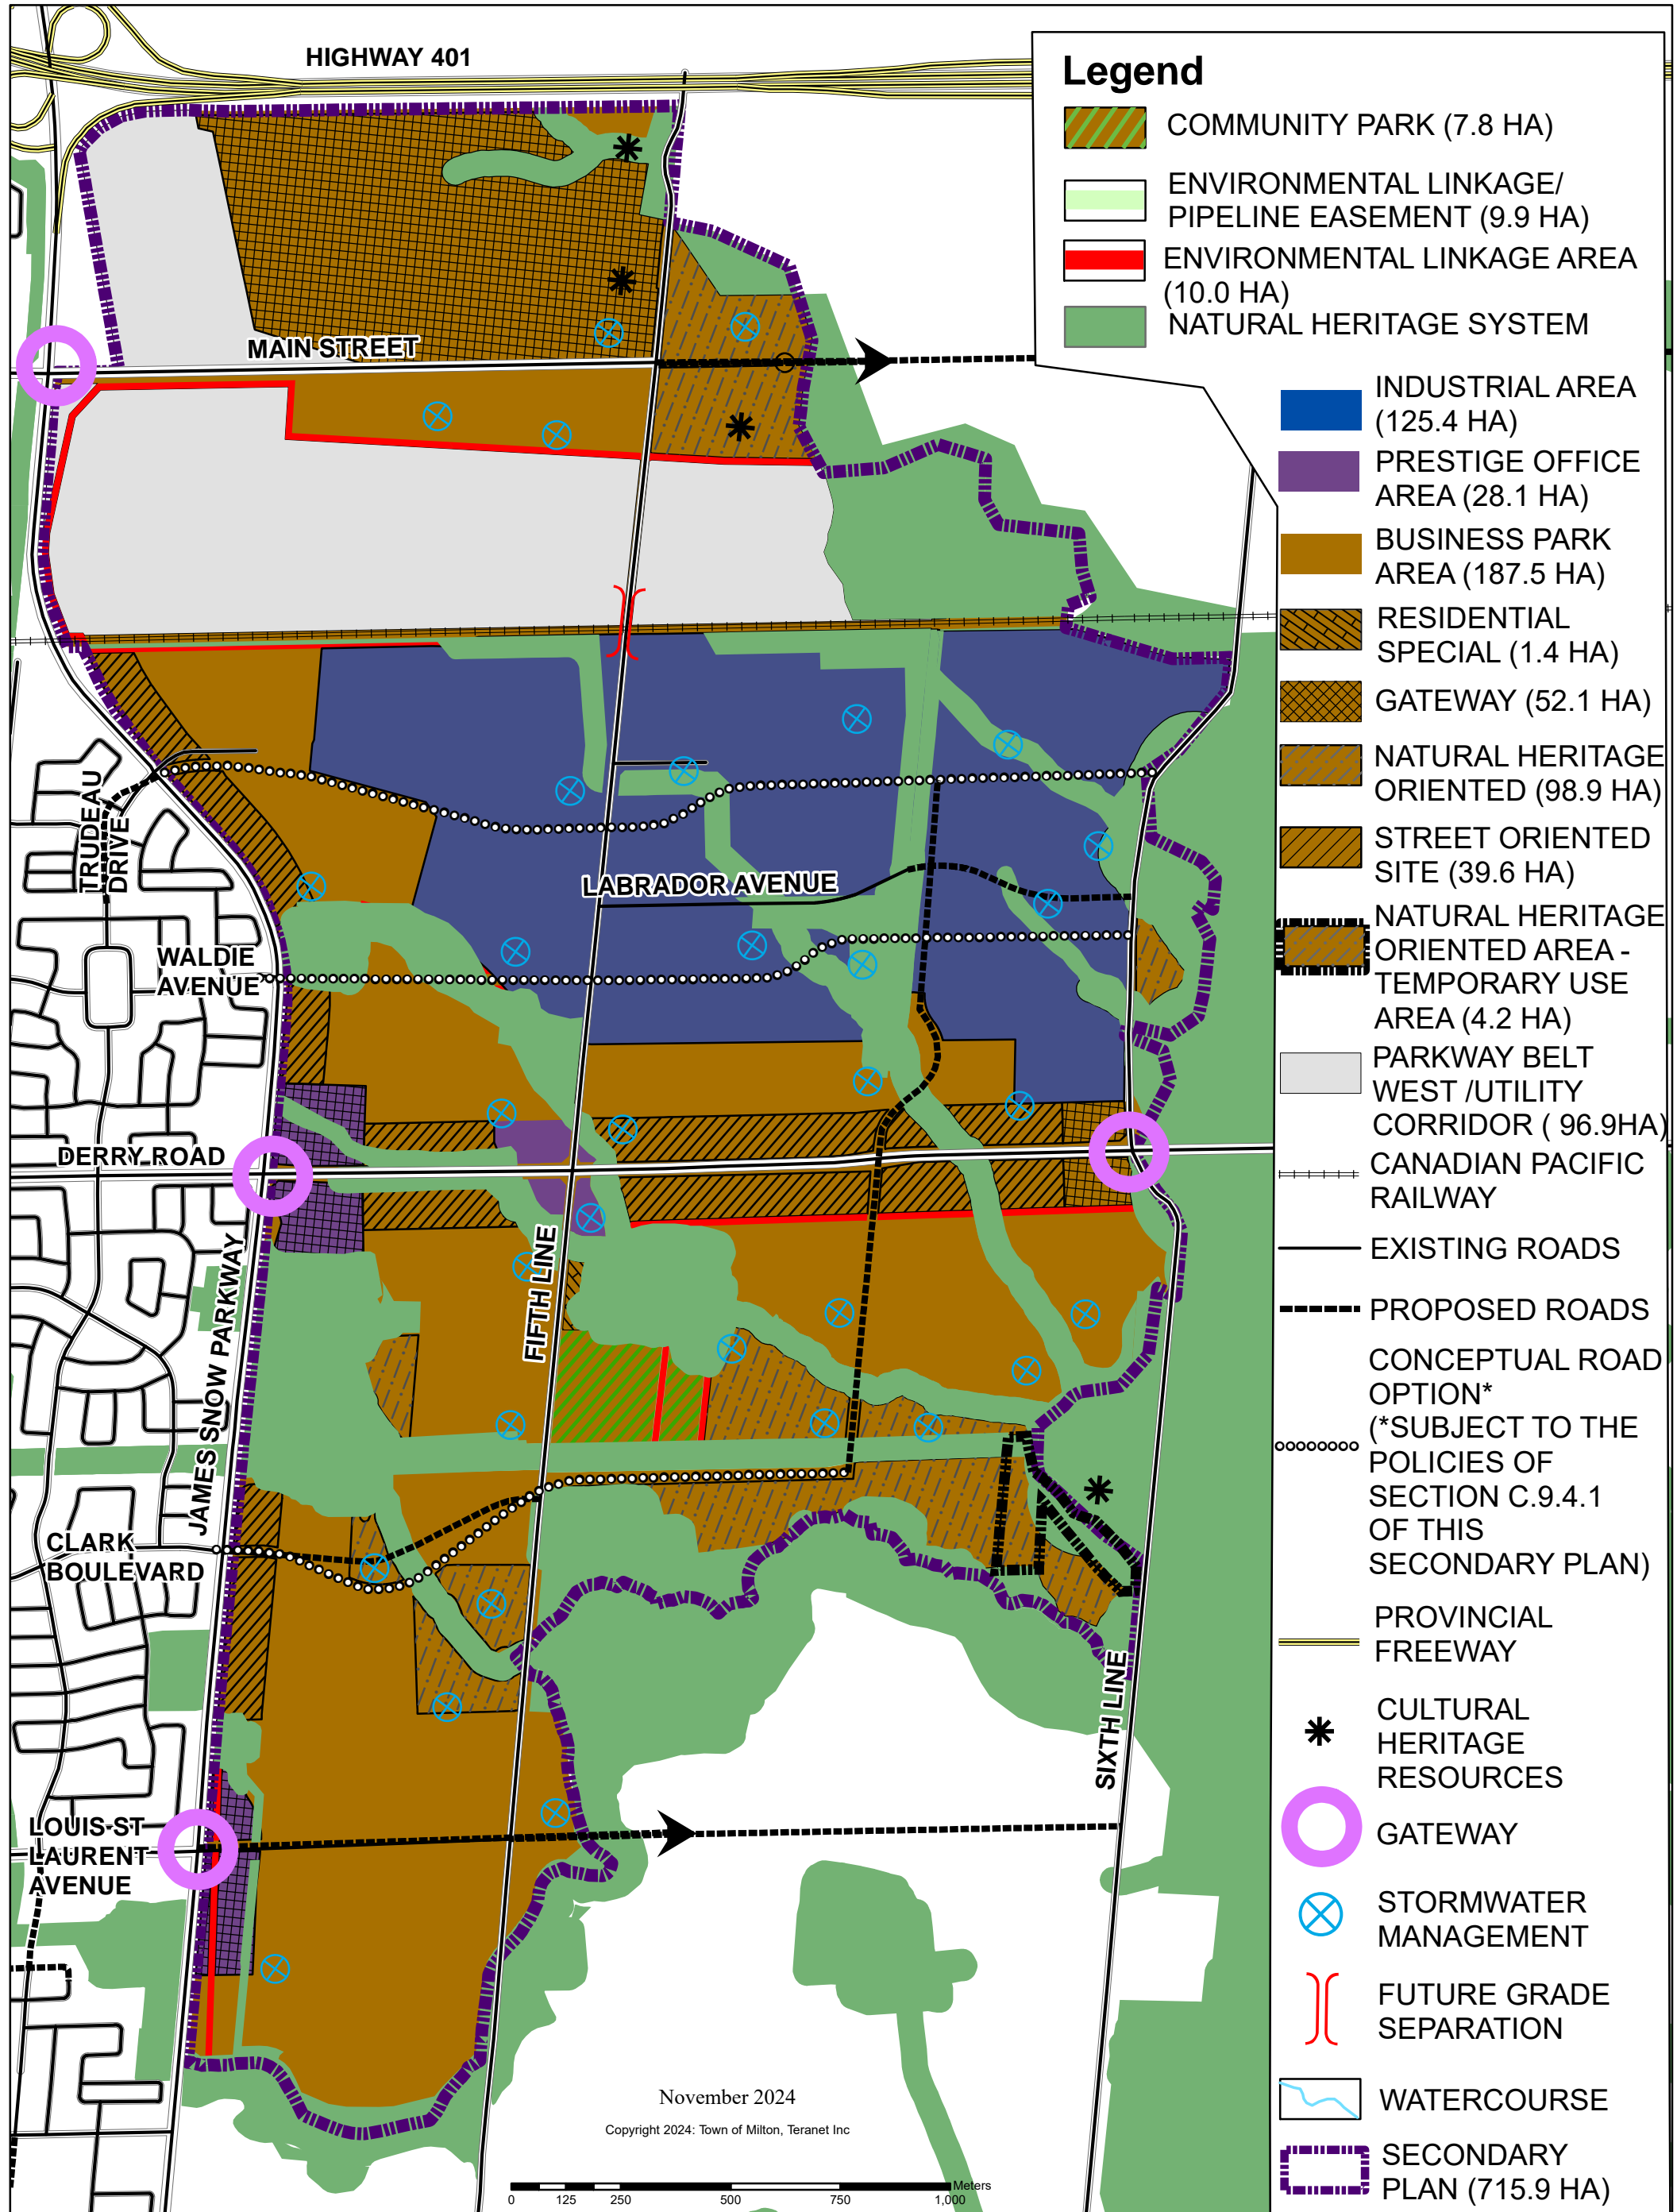 HIGHWAY 401
MAIN STREET
TRUDEAU
DRIVE
LABRADOR AVENUE
WALDIE
AVENUE
DERRY ROAD
JAMES SNOW PARKWAY
FIFTH LINE
CLARK
BOULEVARD
SIXTH LINE
LOUIS ST
LAURENT
AVENUE
November 2024
Copyright 2024: Town of Milton, Teranet Inc
Meters
0 125 250 500 750 1,000
Legend
COMMUNITY PARK (7.8 HA)
ENVIRONMENTAL LINKAGE/
PIPELINE EASEMENT (9.9 HA)
ENVIRONMENTAL LINKAGE AREA
(10.0 HA)
NATURAL HERITAGE SYSTEM
INDUSTRIAL AREA
(125.4 HA)
PRESTIGE OFFICE
AREA (28.1 HA)
BUSINESS PARK
AREA (187.5 HA)
RESIDENTIAL
SPECIAL (1.4 HA)
GATEWAY (52.1 HA)
NATURAL HERITAGE
ORIENTED (98.9 HA)
STREET ORIENTED
SITE (39.6 HA)
NATURAL HERITAGE
ORIENTED AREA -
TEMPORARY USE
AREA (4.2 HA)
PARKWAY BELT
WEST /UTILITY
CORRIDOR ( 96.9HA)
CANADIAN PACIFIC
RAILWAY
EXISTING ROADS
PROPOSED ROADS
CONCEPTUAL ROAD
OPTION*
(*SUBJECT TO THE
POLICIES OF
SECTION C.9.4.1
OF THIS
SECONDARY PLAN)
PROVINCIAL
FREEWAY
CULTURAL
HERITAGE
RESOURCES
GATEWAY
STORMWATER
MANAGEMENT
FUTURE GRADE
SEPARATION
WATERCOURSE
SECONDARY
PLAN (715.9 HA)